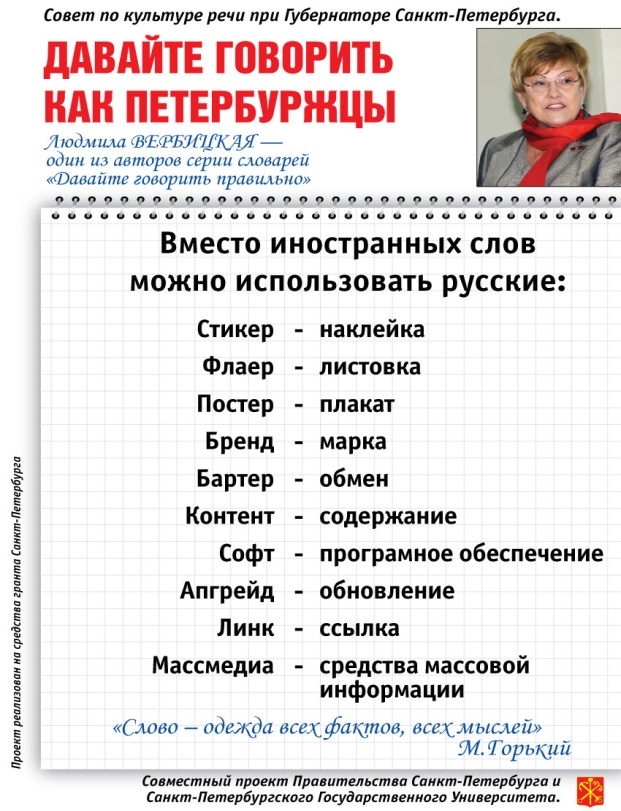 Совет по культуре речи при Губернаторе Санкт-Петербурга.
ДАВАЙТЕ ГОВОРИТЬ
КАК ПЕТЕРБУРЖЦЫ
Людмила ВЕРБИЦКАЯ —
один из авторов серии словарей
«Давайте говорить правильно»
Вместо иностранных слов
можно использовать русские:
Стикер - наклейка
Флаер - листовка
Постер - плакат
Бренд - марка
Бартер - обмен
Контент - содержание
Софт - програмное обеспечение
Апгрейд - обновление
Линк - ссылка
Массмедиа - средства массовой
информации
«Слово – одежда всех фактов, всех мыслей»
М.Горький
Проект реализован на средства гранта Санкт-Петербурга
Совместный проект Правительства Санкт-Петербурга и
Санкт-Петербургского Государственного Университета.